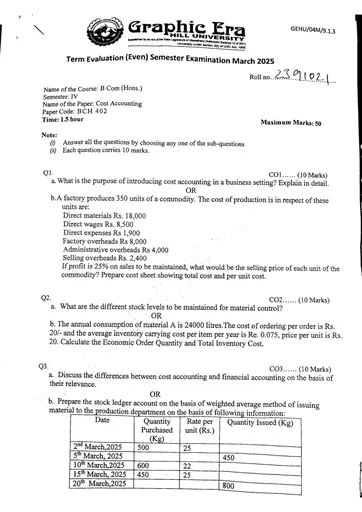 GEHU/04M/9.1.3
Graphic Era
HILL UNIVERSITY
Term Evaluation (Even) Semester Examination March 2025
Roll no.
Name of the Course: B Com (Hons.)
Semester: IV
Name of the Paper: Cost Accounting
Paper Code: BCH 402
Time: 1.5 hour
Maximum Marks: 50
Note:
(i) Answer all the questions by choosing any one of the sub-questions
(ii) Each question carries 10 marks.
Q1.
CO1…… (10 Marks)
a. What is the purpose of introducing cost accounting in a business setting? Explain in detail.
OR
b.A factory produces 350 units of a commodity. The cost of production is in respect of these
units are:
Direct materials Rs. 18,000
Direct wages Rs. 8,500
Direct expenses Rs 1,900
Factory overheads Rs 8,000
Administrative overheads Rs 4,000
Selling overheads Rs. 2,400
If profit is 25% on sales to be maintained, what would be the selling price of each unit of the
commodity? Prepare cost sheet showing total cost and per unit cost.
Q2.
CO2…… (10 Marks)
a. What are the different stock levels to be maintained for material control?
OR
b. The annual consumption of material A is 24000 litres.The cost of ordering per order is Rs.
20/- and the average inventory carrying cost per item per year is Re. 0.075, price per unit is Rs.
20. Calculate the Economic Order Quantity and Total Inventory Cost.
Q3.
CO3…… (10 Marks)
a. Discuss the differences between cost accounting and financial accounting on the basis of
their relevance.
OR
b. Prepare the stock ledger account on the basis of weighted average method of issuing
material to the production department on the basis of following information:
Date Quantity Purchased (Kg) Rate per unit (Rs.) Quantity Issued (Kg)
2nd March,2025 500 25
5th March, 2025 450
10th March,2025 600 22
15th March, 2025 450 25
20th March, 2025 800